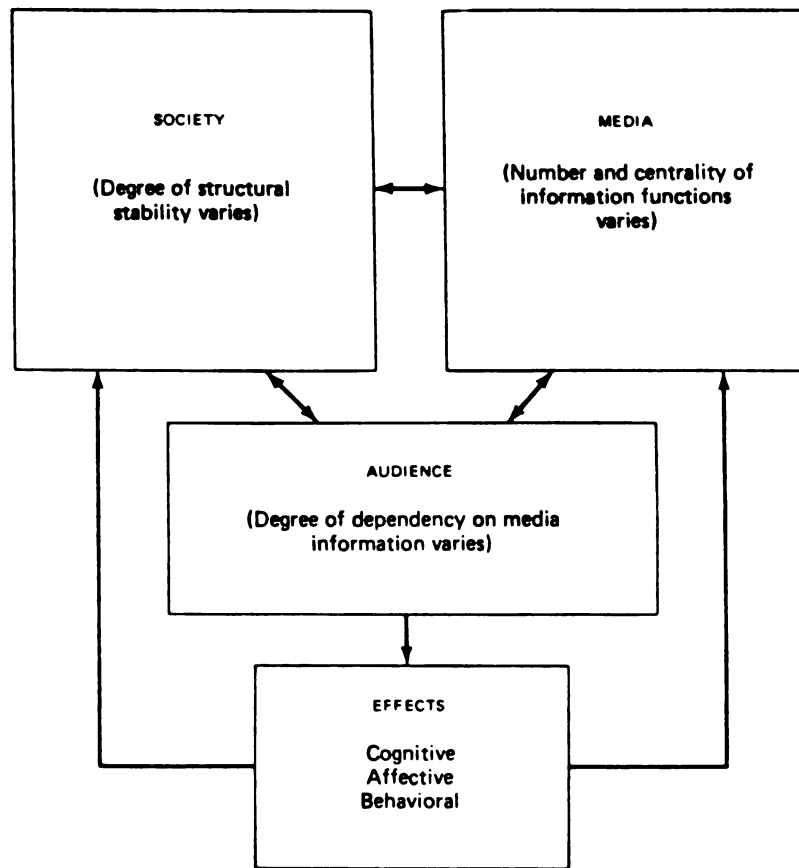 SOCIETY
(Degree of structural
stability varies)
MEDIA
(Number and centrality of
information functions
varies)
AUDIENCE
(Degree of dependency on media
information varies)
EFFECTS
Cognitive
Affective
Behavioral